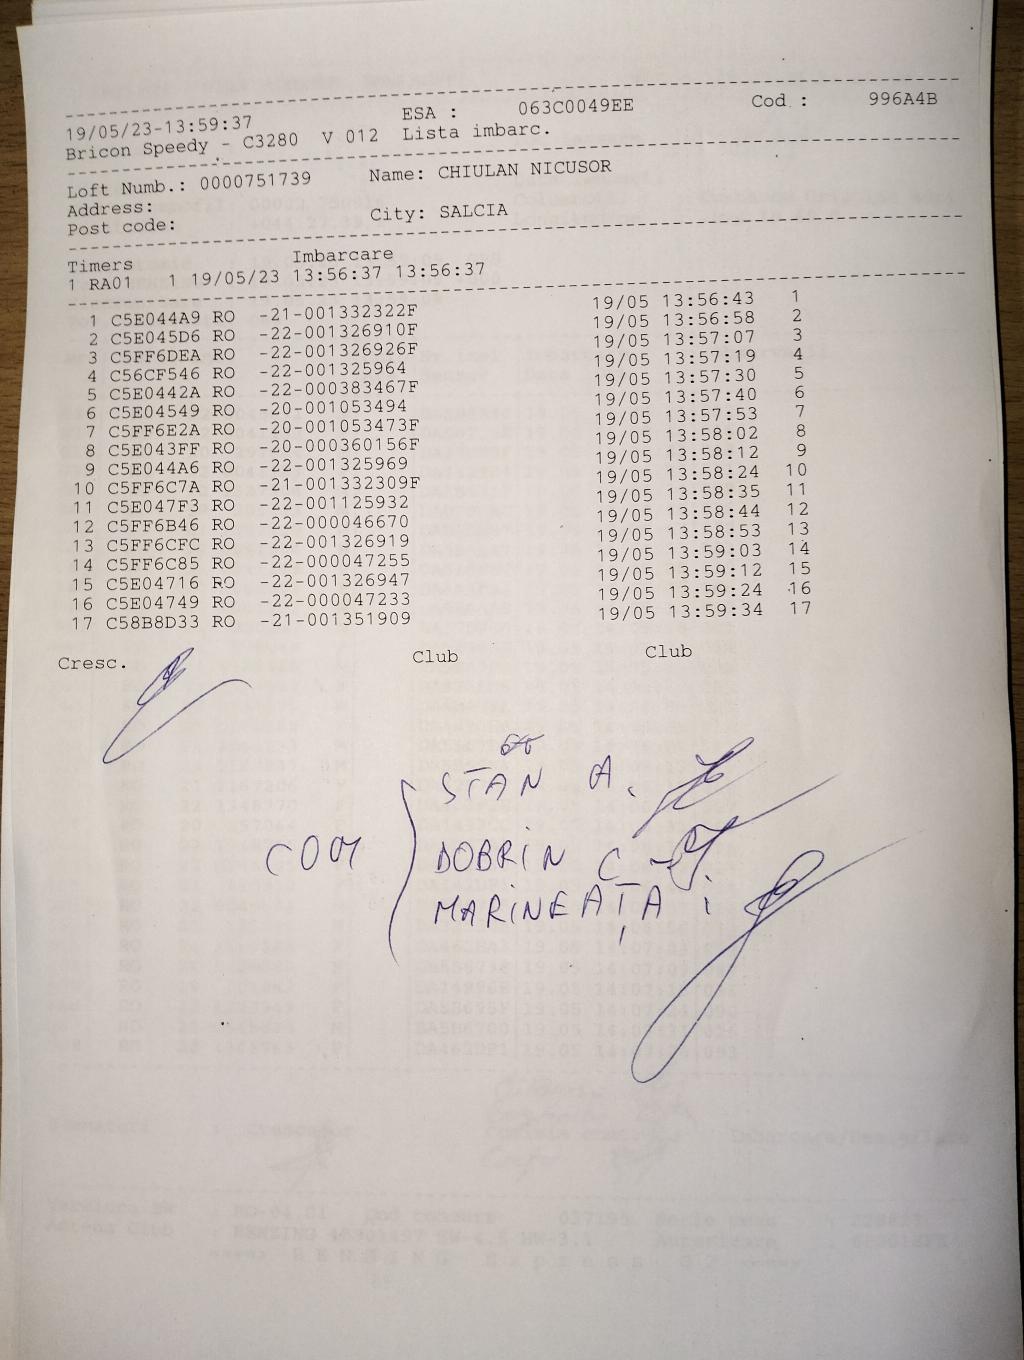 19/05/23-13:59:37 ESA : 063C0049EE Cod : 996A4B
Bricon Speedy - C3280 V 012 Lista imbarc.
Loft Numb.: 0000751739 Name: CHIULAN NICUSOR
Address:
Post code: City: SALCIA
Timers Imbarcare
1 RA01 1 19/05/23 13:56:37 13:56:37
1 C5E044A9 RO -21-001332322F 19/05 13:56:43 1
2 C5E045D6 RO -22-001326910F 19/05 13:56:58 2
3 C5FF6DEA RO -22-001326926F 19/05 13:57:07 3
4 C56CF546 RO -22-001325964 19/05 13:57:19 4
5 C5E0442A RO -22-000383467F 19/05 13:57:30 5
6 C5E04549 RO -20-001053494 19/05 13:57:40 6
7 C5FF6E2A RO -20-001053473F 19/05 13:57:53 7
8 C5E043FF RO -20-000360156F 19/05 13:58:02 8
9 C5E044A6 RO -22-001325969 19/05 13:58:12 9
10 C5FF6C7A RO -21-001332309F 19/05 13:58:24 10
11 C5E047F3 RO -22-001125932 19/05 13:58:35 11
12 C5FF6B46 RO -22-000046670 19/05 13:58:44 12
13 C5FF6CFC RO -22-001326919 19/05 13:58:53 13
14 C5FF6C85 RO -22-000047255 19/05 13:59:03 14
15 C5E04716 RO -22-001326947 19/05 13:59:12 15
16 C5E04749 RO -22-000047233 19/05 13:59:24 16
17 C58B8D33 RO -21-001351909 19/05 13:59:34 17
Cresc. Club Club
STAN A.
DOBRIN C
MARINEAȚA i